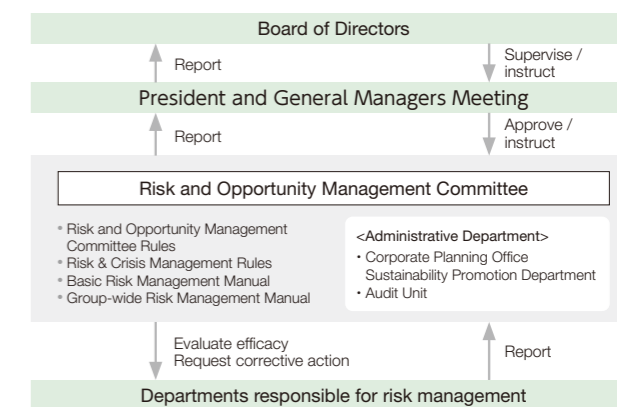 Board of Directors
Report
Supervise /
instruct
President and General Managers Meeting
Report
Approve /
instruct
Risk and Opportunity Management Committee
• Risk and Opportunity Management
Committee Rules
• Risk & Crisis Management Rules
• Basic Risk Management Manual
• Group-wide Risk Management Manual
<Administrative Department>
・Corporate Planning Office
Sustainability Promotion Department
・Audit Unit
Evaluate efficacy
Request corrective action
Report
Departments responsible for risk management